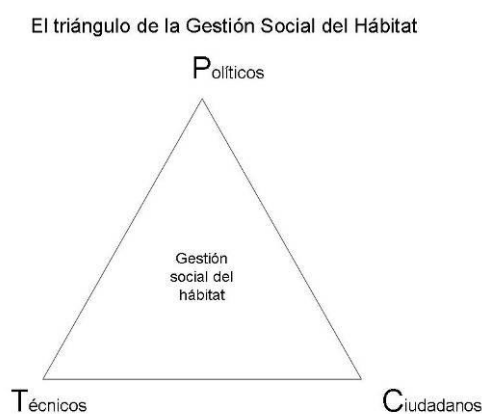 El triángulo de la Gestión Social del Hábitat
Políticos
Gestión
social del
hábitat
Técnicos
Ciudadanos